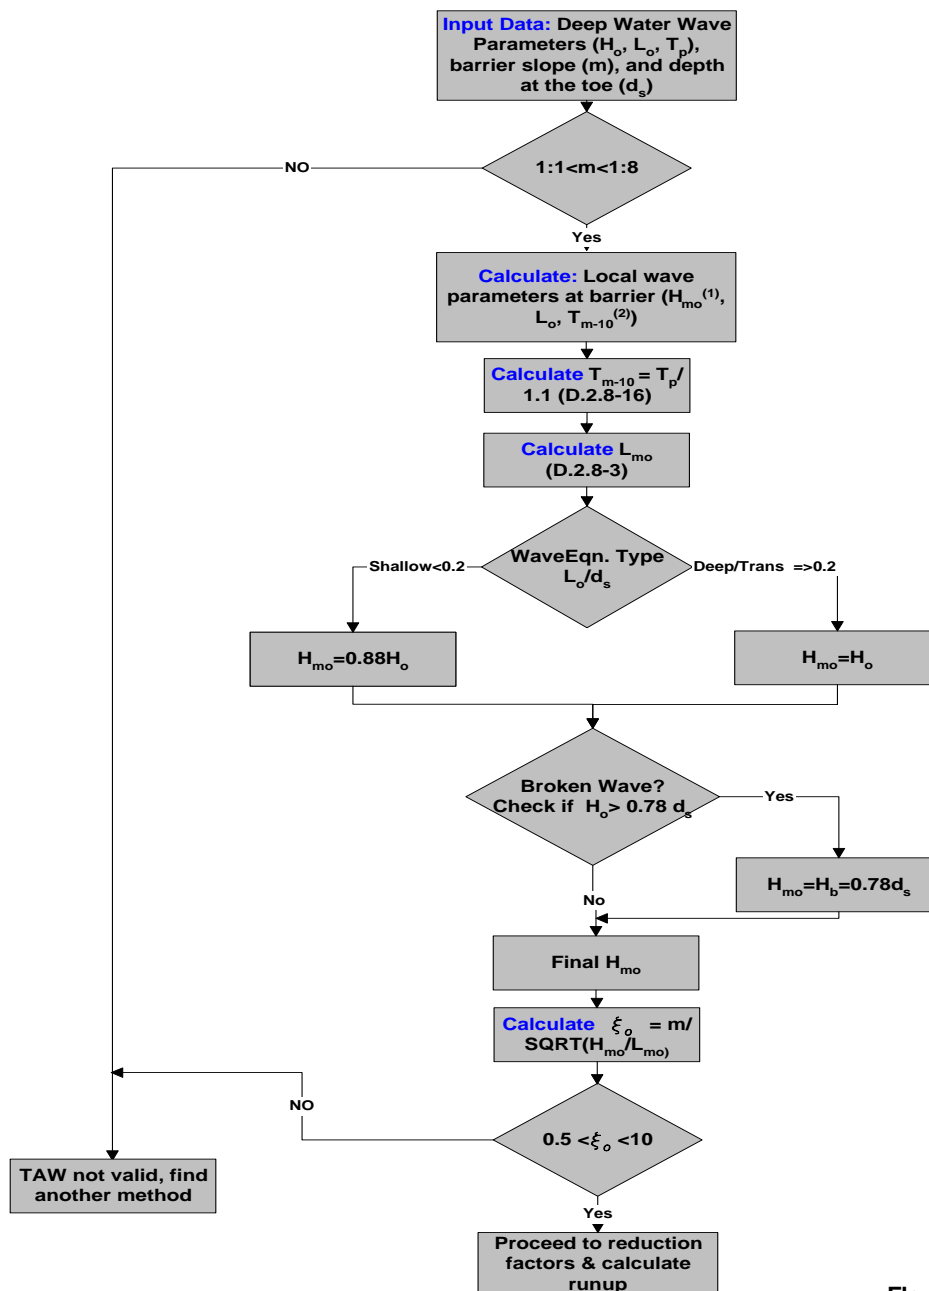 Input Data: Deep Water Wave
Parameters (Ho, Lo, Tp),
barrier slope (m), and depth
at the toe (ds)
NO
1:1<m<1:8
Yes
Calculate: Local wave
parameters at barrier (Hmo(1),
Lo, Tm-10(2))
Calculate Tm-10 = Tp/
1.1 (D.2.8-16)
Calculate Lmo
(D.2.8-3)
Shallow<0.2
WaveEqn. Type
Lo/ds
Deep/Trans =>0.2
Hmo=0.88Ho
Hmo=Ho
Broken Wave?
Check if Ho> 0.78 ds
Yes
Hmo=Hb=0.78ds
No
Final Hmo
Calculate ξo = m/
SQRT(Hmo/Lmo)
NO
0.5 <ξo <10
TAW not valid, find
another method
Yes
Proceed to reduction
factors & calculate
runup